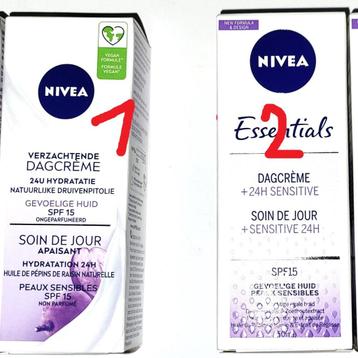 VEGAN
FORMULE
FORMULE
VEGAN
NIVEA
1
VERZACHTENDE
DAGCRÈME
24U HYDRATATIE
NATUURLIJKE DRUIVENPITOLIE
GEVOELIGE HUID
SPF 15
ONGEPARFUMEERD
SOIN DE JOUR
APAISANT
HYDRATATION 24H
HUILE DE PÉPINS DE RAISIN NATURELLE
PEAUX SENSIBLES
SPF 15
NON PARFUMÉ
NEW FORMULA
& DESIGN
NIVEA
2
Essentials
DAGCRÈME
+24H SENSITIVE
SOIN DE JOUR
+SENSITIVE 24H
SPF15
GEVOELIGE HUID
PEAUX SENSIBLES